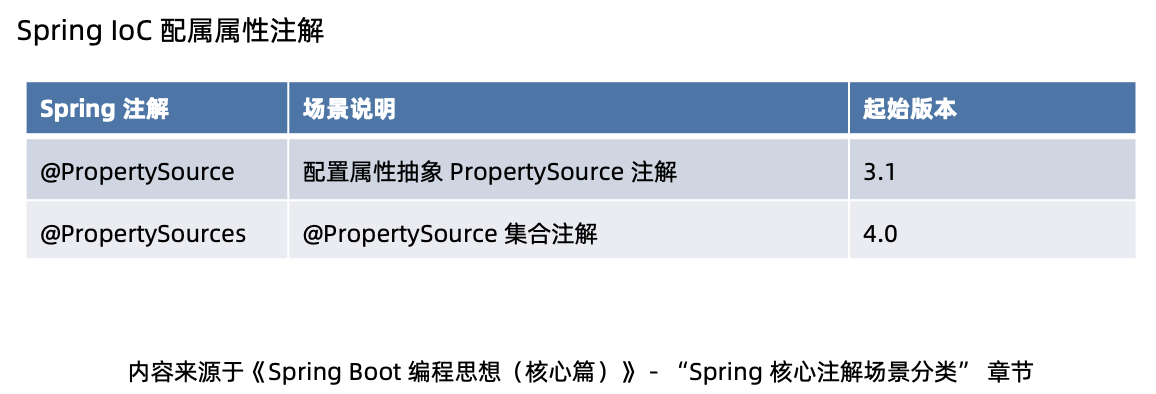 Spring IoC 配属属性注解
Spring 注解 场景说明 起始版本
@PropertySource 配置属性抽象 PropertySource 注解 3.1
@PropertySources @PropertySource 集合注解 4.0
内容来源于《Spring Boot 编程思想（核心篇）》 - “Spring 核心注解场景分类” 章节